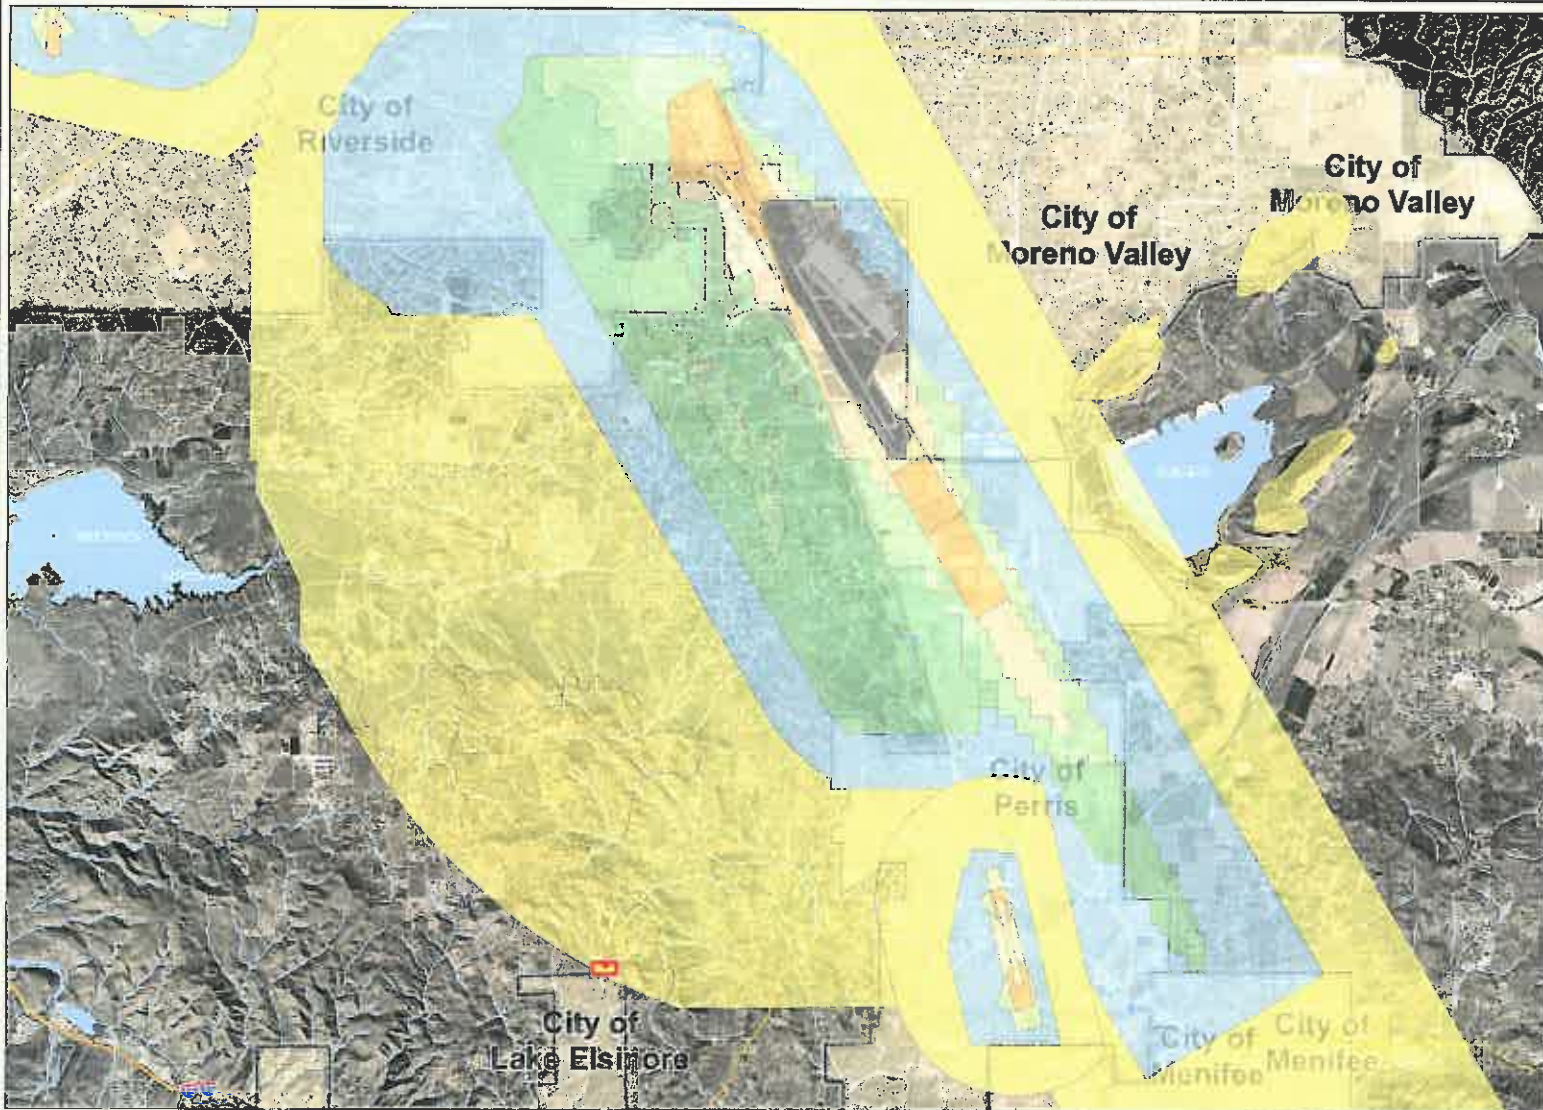 City of
Riverside
City of
Moreno Valley
City of
Moreno Valley
City of
Perris
City of
Lake Elsinore
City of
Menifee
City of
Menifee